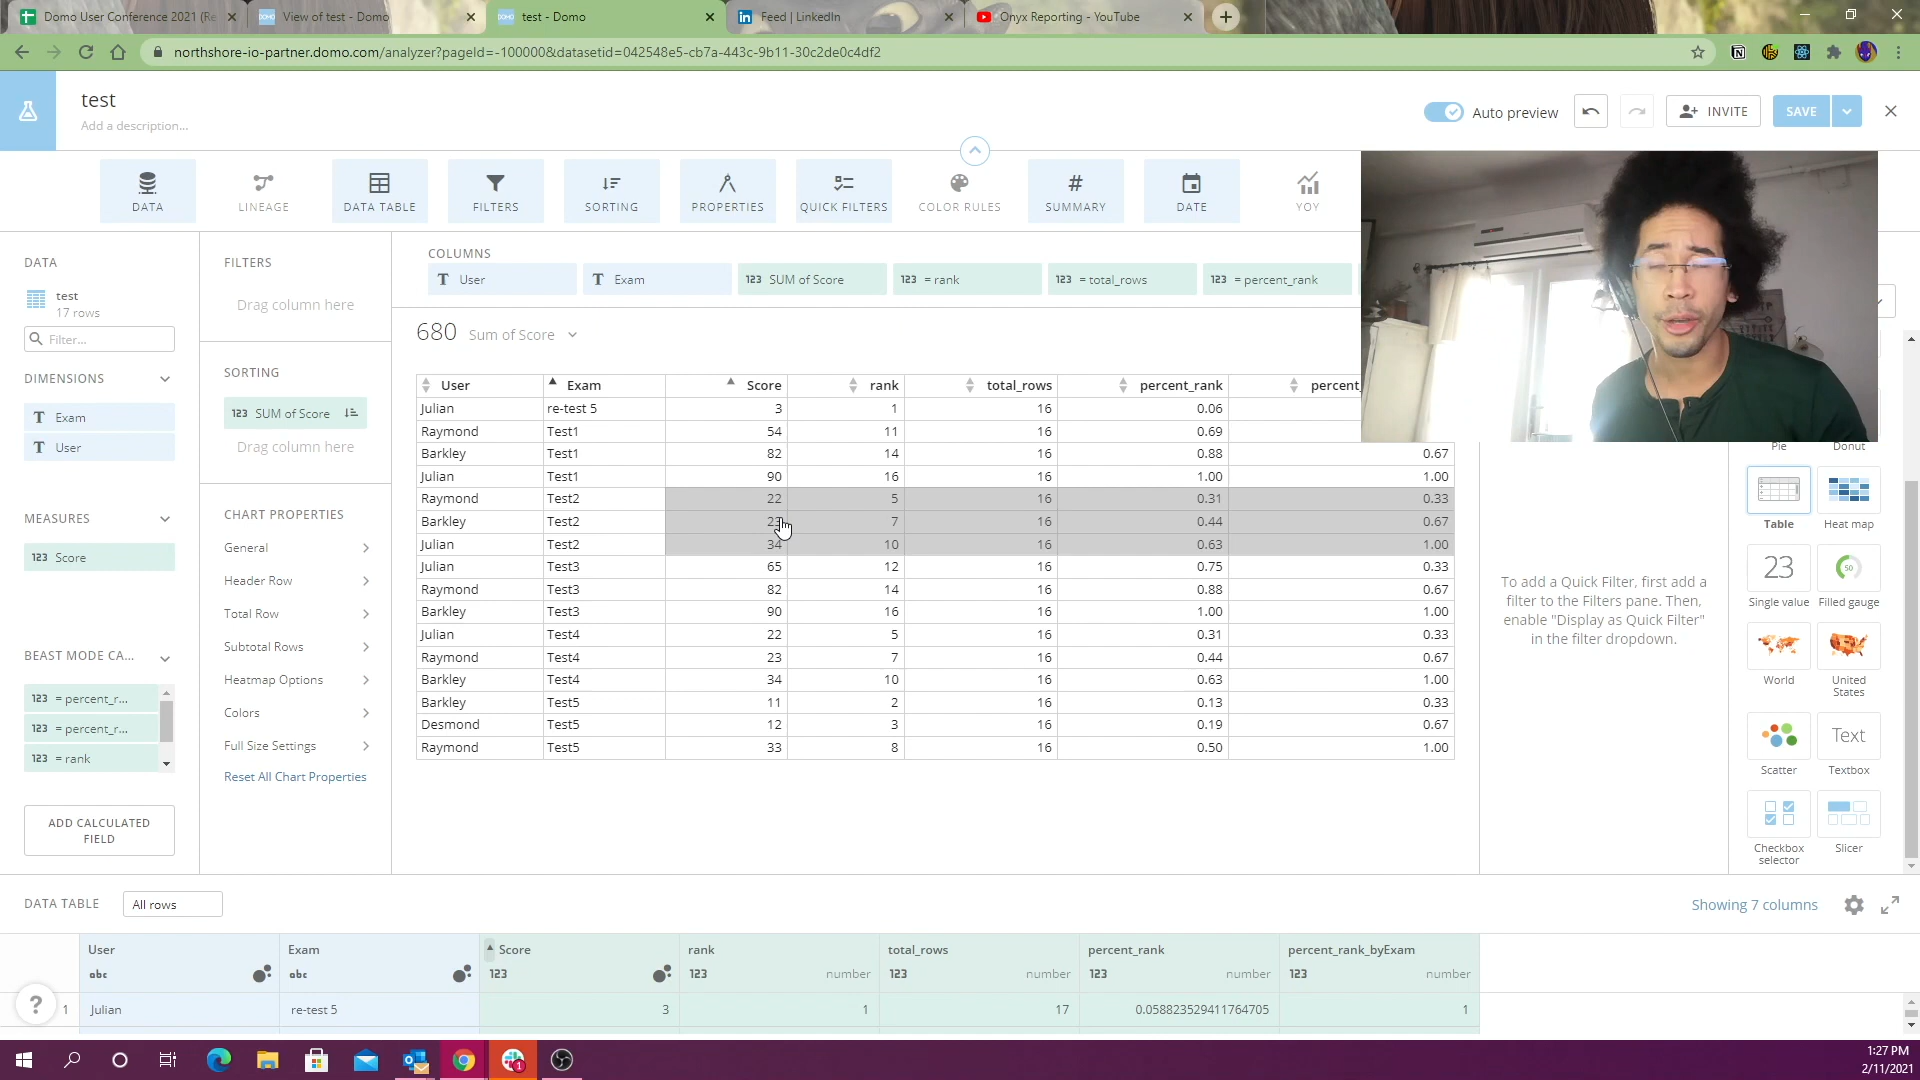 Domo User Conference 2021 (Re
View of test - Domo
test - Domo
Feed | LinkedIn
Onyx Reporting - YouTube
northshore-io-partner.domo.com/analyzer?pageId=-100000&datasetid=042548e5-cb7a-443c-9b11-30c2de0c4df2
test
Add a description...
Auto preview
INVITE
SAVE
DATA
LINEAGE
DATA TABLE
FILTERS
SORTING
PROPERTIES
QUICK FILTERS
COLOR RULES
SUMMARY
DATE
YOY
DATA
test
17 rows
Filter...
DIMENSIONS
T Exam
T User
MEASURES
123 Score
BEAST MODE CA...
123 = percent_r...
123 = percent_r...
123 = rank
ADD CALCULATED FIELD
FILTERS
Drag column here
SORTING
123 SUM of Score
Drag column here
CHART PROPERTIES
General
Header Row
Total Row
Subtotal Rows
Heatmap Options
Colors
Full Size Settings
Reset All Chart Properties
COLUMNS
T User T Exam 123 SUM of Score 123 = rank 123 = total_rows 123 = percent_rank
680 Sum of Score
User Exam Score rank total_rows percent_rank percent_
Julian re-test 5 3 1 16 0.06
Raymond Test1 54 11 16 0.69
Barkley Test1 82 14 16 0.88 0.67
Julian Test1 90 16 16 1.00 1.00
Raymond Test2 22 5 16 0.31 0.33
Barkley Test2 23 7 16 0.44 0.67
Julian Test2 34 10 16 0.63 1.00
Julian Test3 65 12 16 0.75 0.33
Raymond Test3 82 14 16 0.88 0.67
Barkley Test3 90 16 16 1.00 1.00
Julian Test4 22 5 16 0.31 0.33
Raymond Test4 23 7 16 0.44 0.67
Barkley Test4 34 10 16 0.63 1.00
Barkley Test5 11 2 16 0.13 0.33
Desmond Test5 12 3 16 0.19 0.67
Raymond Test5 33 8 16 0.50 1.00
To add a Quick Filter, first add a
filter to the Filters pane. Then,
enable "Display as Quick Filter"
in the filter dropdown.
Pie
Donut
Table
Heat map
23
50
Single value
Filled gauge
World
United States
Text
Scatter
Textbox
Checkbox selector
Slicer
DATA TABLE All rows
Showing 7 columns
User Exam Score rank total_rows percent_rank percent_rank_byExam
abc abc 123 123 number 123 number 123 number 123 number
? 1 Julian re-test 5 3 1 17 0.058823529411764705 1
1
1:27 PM
2/11/2021